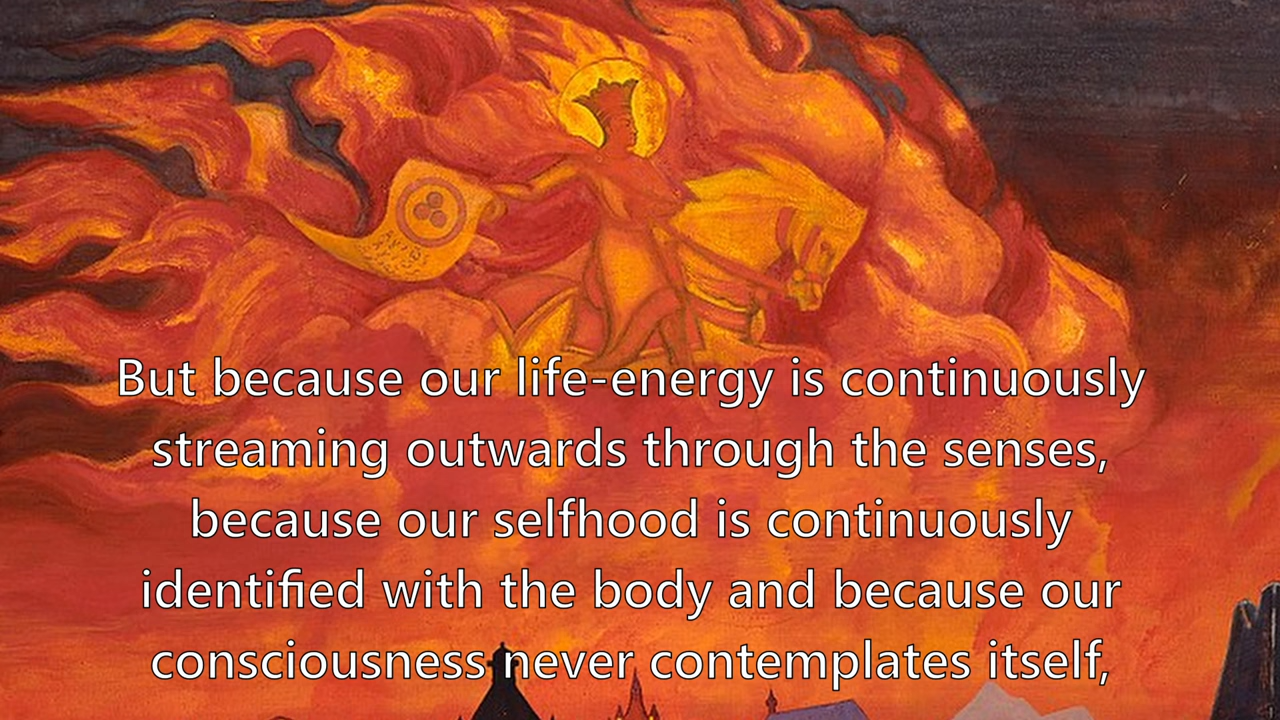 But because our life-energy is continuously
streaming outwards through the senses,
because our selfhood is continuously
identified with the body and because our
consciousness never contemplates itself,